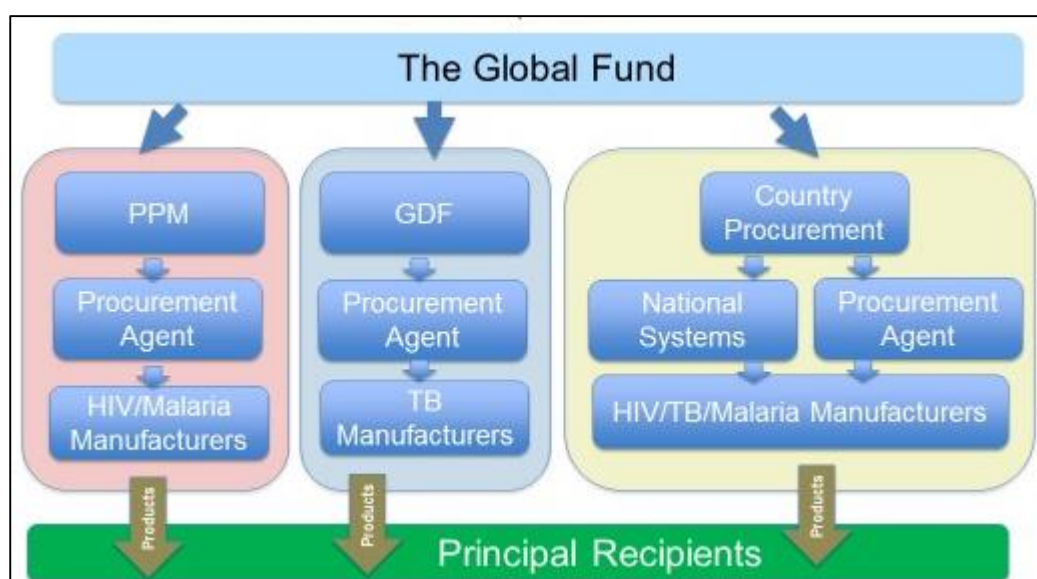 The Global Fund
PPM
Procurement
Agent
HIV/Malaria
Manufacturers
Products
GDF
Procurement
Agent
TB
Manufacturers
Products
Country
Procurement
National
Systems
Procurement
Agent
HIV/TB/Malaria Manufacturers
Products
Principal Recipients